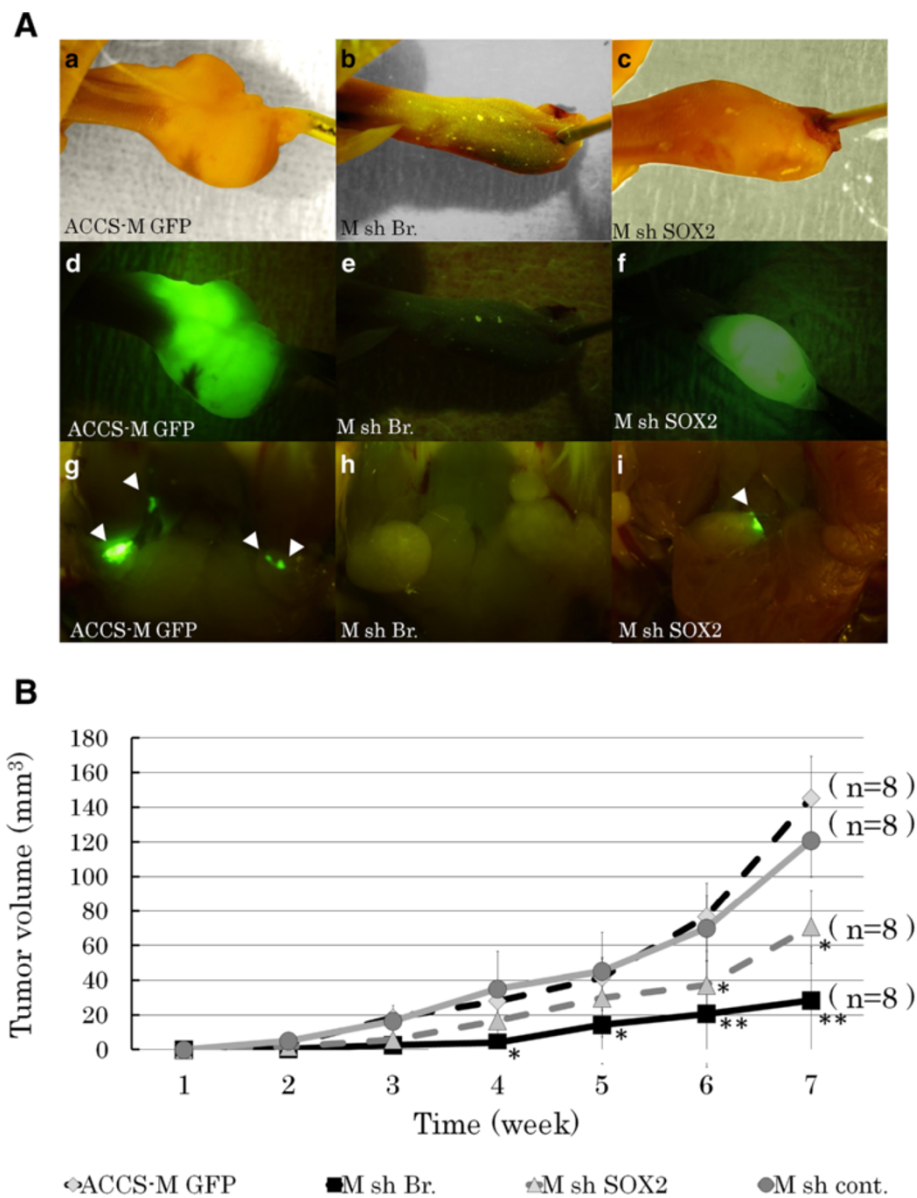 A
a b c
ACCS-M GFP M sh Br. M sh SOX2
d e f
ACCS-M GFP M sh Br. M sh SOX2
g h i
ACCS-M GFP M sh Br. M sh SOX2
B
Tumor volume (mm³)
180
160
140
120
100
80
60
40
20
0
( n=8 )
( n=8 )
( n=8 )
*
( n=8 )
* * * ** **
1 2 3 4 5 6 7
Time (week)
ACCS-M GFP M sh Br. M sh SOX2 M sh cont.